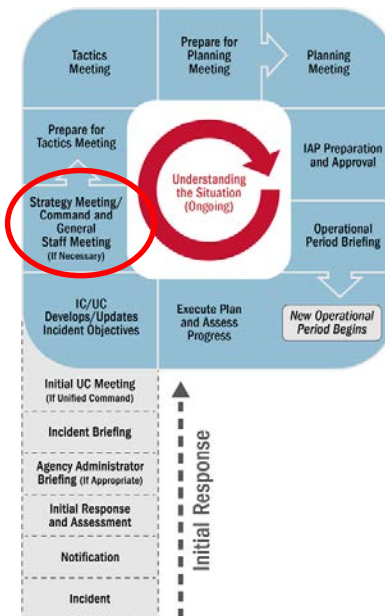 Tactics
Meeting
Prepare for
Planning
Meeting
Planning
Meeting
Prepare for
Tactics Meeting
Understanding
the Situation
(Ongoing)
IAP Preparation
and Approval
Strategy Meeting/
Command and
General
Staff Meeting
(If Necessary)
Operational
Period Briefing
IC/UC
Develops/Updates
Incident Objectives
Execute Plan
and Assess
Progress
New Operational
Period Begins
Initial UC Meeting
(If Unified Command)
Incident Briefing
Agency Administrator
Briefing (If Appropriate)
Initial Response
and Assessment
Notification
Incident
Initial Response